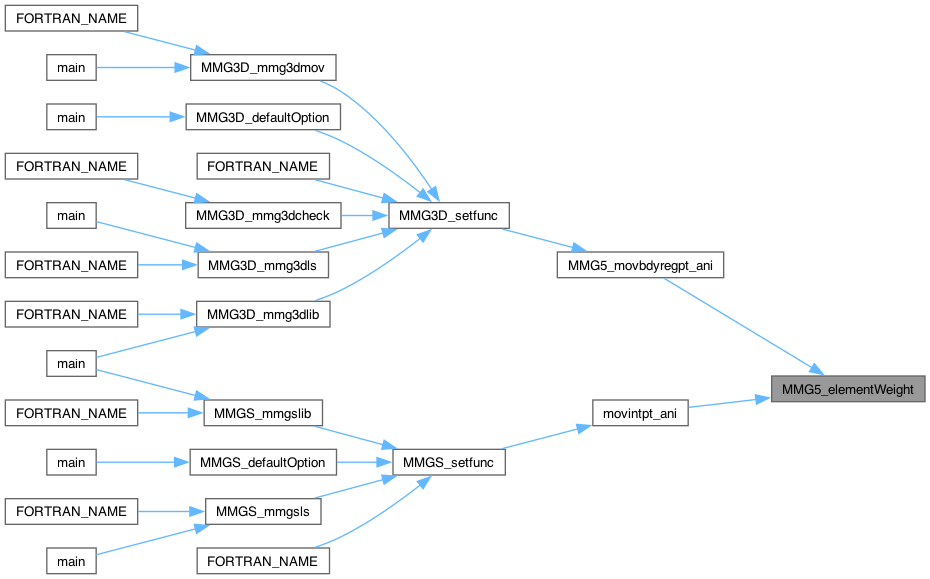 FORTRAN_NAME
main
MMG3D_mmg3dmov
main
MMG3D_defaultOption
FORTRAN_NAME
FORTRAN_NAME
main
MMG3D_mmg3dcheck
MMG3D_setfunc
FORTRAN_NAME
MMG3D_mmg3dls
MMG5_movbdyregpt_ani
FORTRAN_NAME
MMG3D_mmg3dlib
main
MMG5_elementWeight
FORTRAN_NAME
MMGS_mmgslib
movintpt_ani
main
MMGS_defaultOption
MMGS_setfunc
FORTRAN_NAME
MMGS_mmgsls
main
FORTRAN_NAME